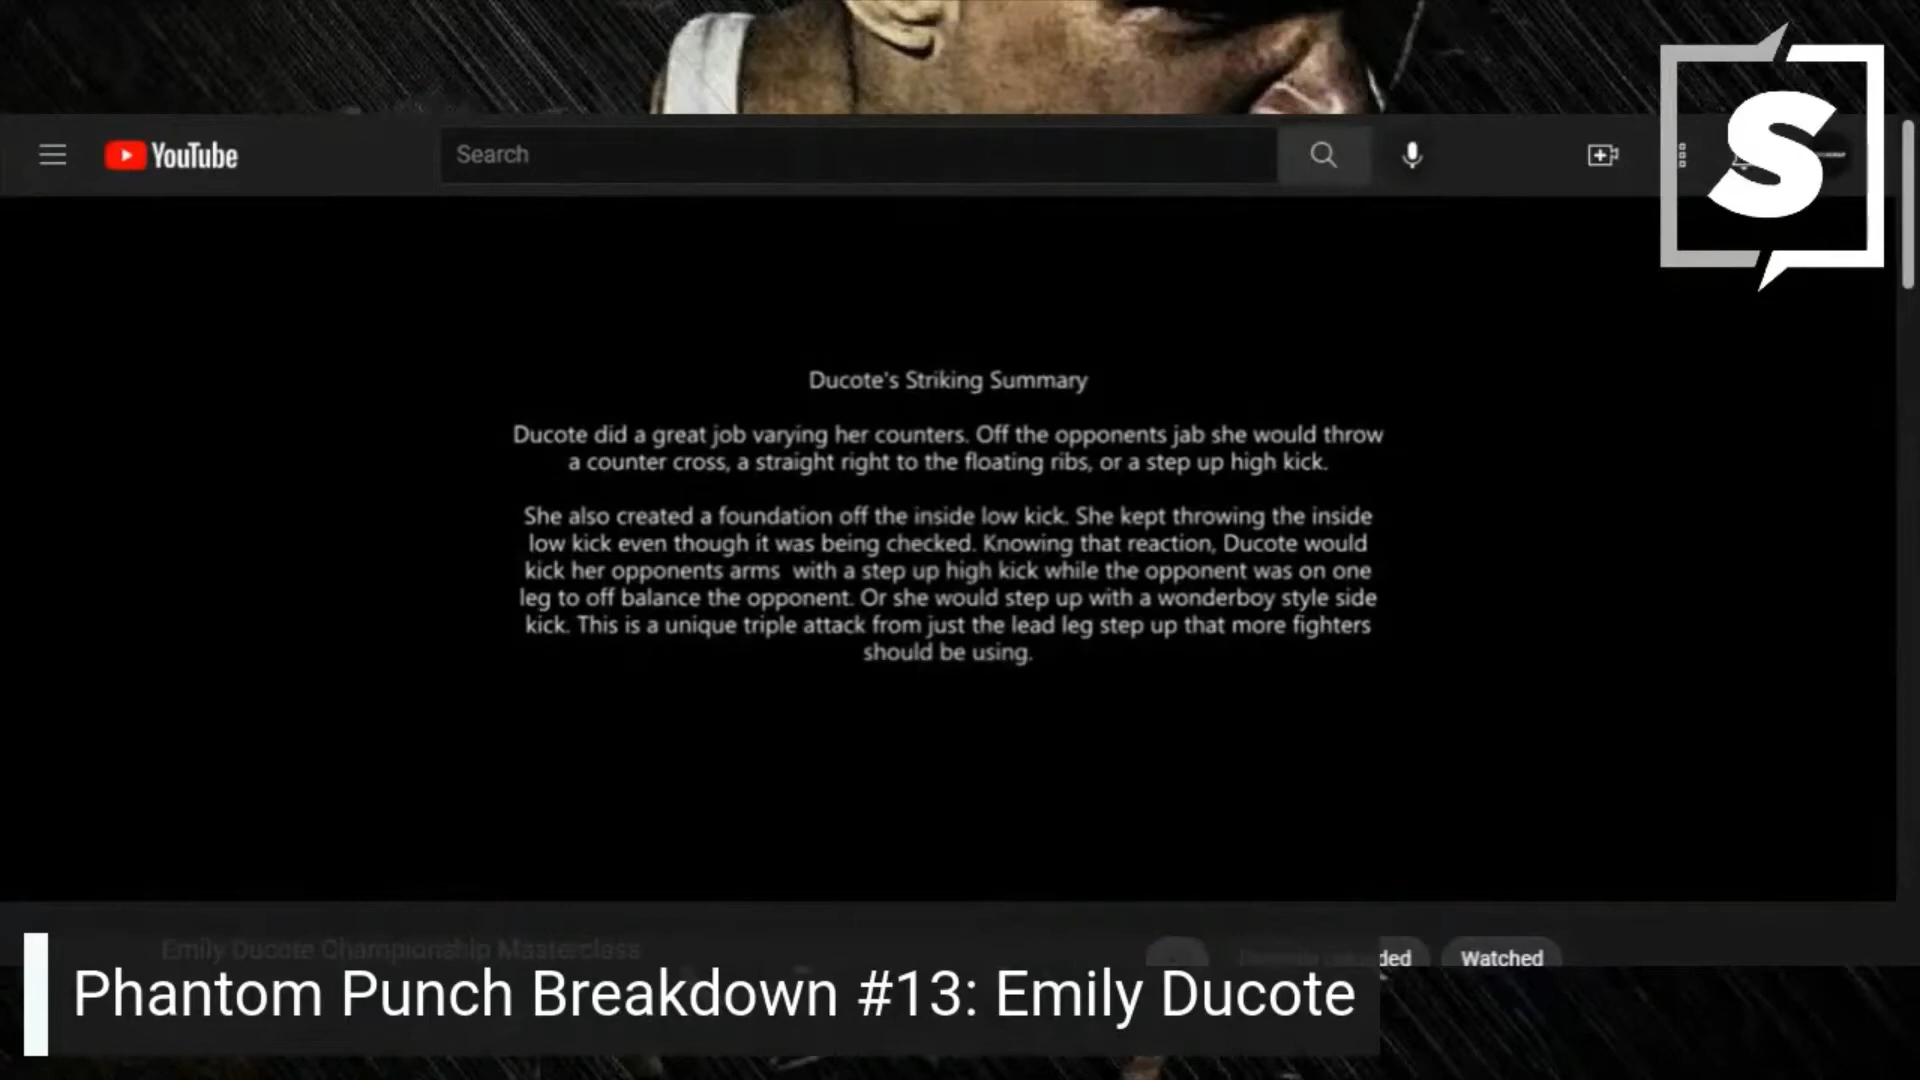 YouTube
Search
S
Ducote's Striking Summary
Ducote did a great job varying her counters. Off the opponents jab she would throw
a counter cross, a straight right to the floating ribs, or a step up high kick.
She also created a foundation off the inside low kick. She kept throwing the inside
low kick even though it was being checked. Knowing that reaction, Ducote would
kick her opponents arms with a step up high kick while the opponent was on one
leg to off balance the opponent. Or she would step up with a wonderboy style side
kick. This is a unique triple attack from just the lead leg step up that more fighters
should be using.
Emily Ducote Championship Masterclass
Watched
Phantom Punch Breakdown #13: Emily Ducote